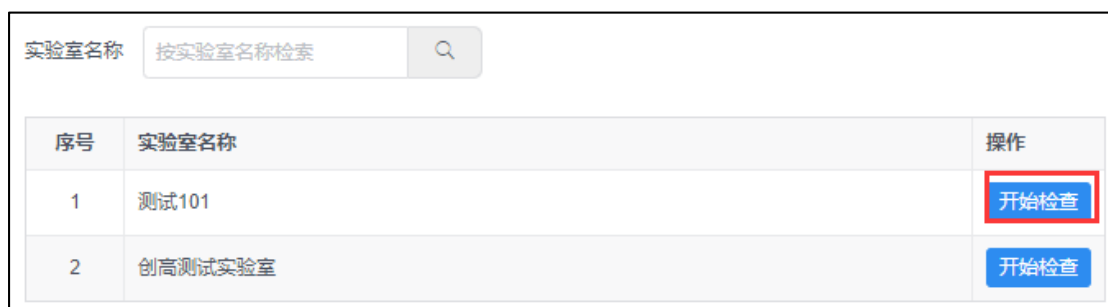 实验室名称 按实验室名称检索
序号 实验室名称 操作
1 测试101 开始检查
2 创高测试实验室 开始检查